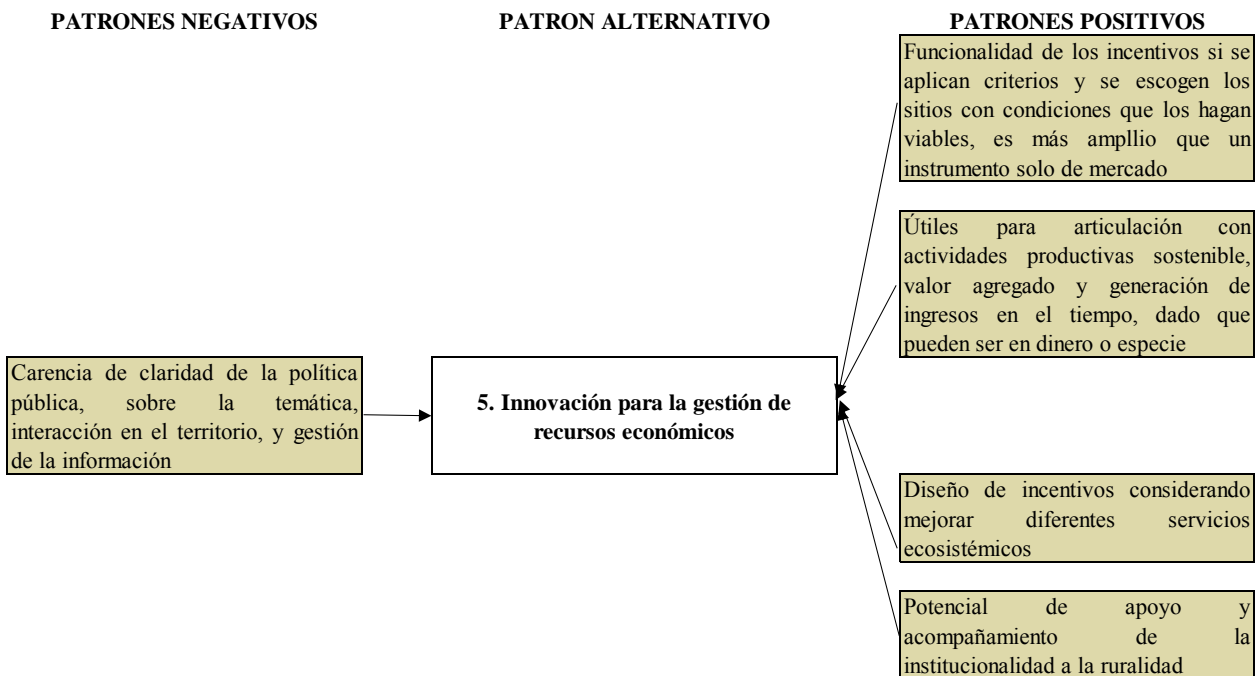 PATRONES NEGATIVOS
PATRON ALTERNATIVO
PATRONES POSITIVOS
Funcionalidad de los incentivos si se
aplican criterios y se escogen los
sitios con condiciones que los hagan
viables, es más ampllio que un
instrumento solo de mercado
Útiles para articulación con
actividades productivas sostenible,
valor agregado y generación de
ingresos en el tiempo, dado que
pueden ser en dinero o especie
Carencia de claridad de la política
pública, sobre la temática,
interacción en el territorio, y gestión
de la información
5. Innovación para la gestión de
recursos económicos
Diseño de incentivos considerando
mejorar diferentes servicios
ecosistémicos
Potencial de apoyo y
acompañamiento de la
institucionalidad a la ruralidad